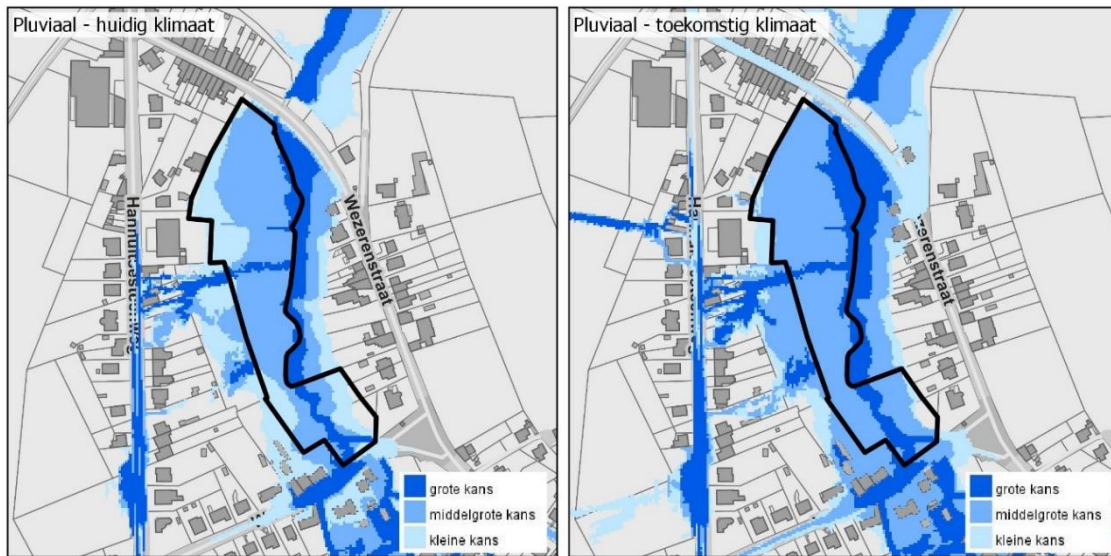 Pluviaal - huidig klimaat
Wezerenstraat
grote kans
middelgrote kans
kleine kans
Pluviaal - toekomstig klimaat
grote kans
middelgrote kans
kleine kans